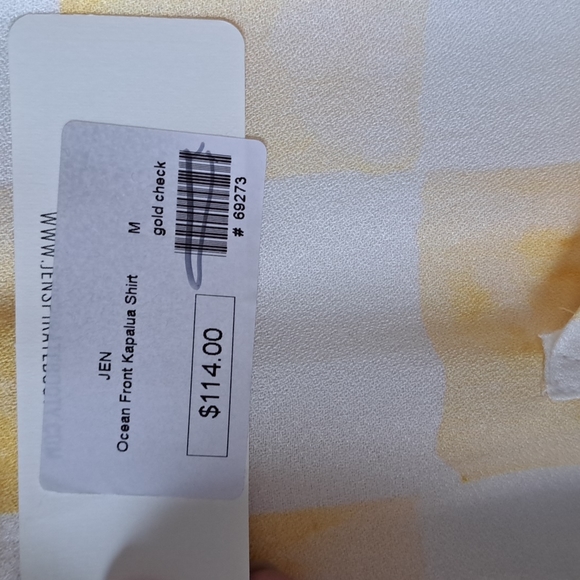 JEN
Ocean Front Kapalua Shirt
M
gold check
# 69273
$114.00